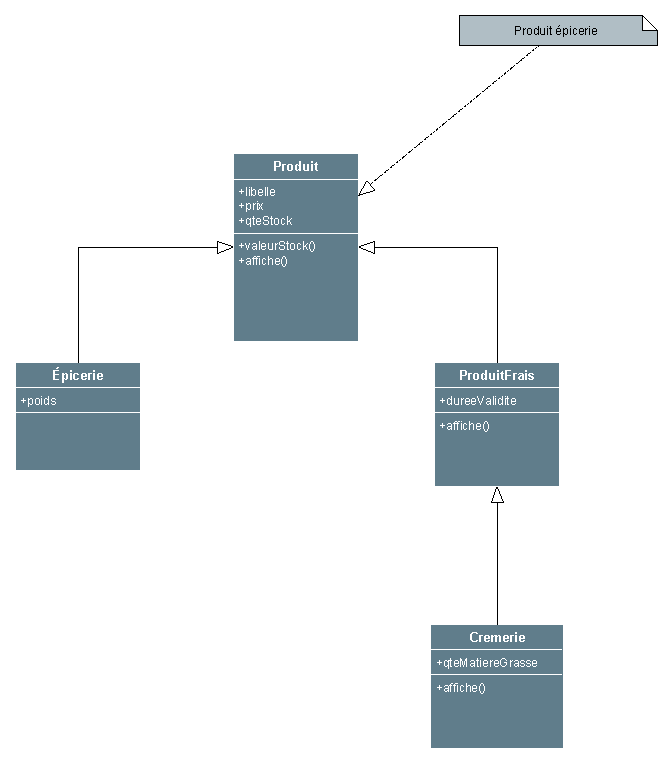 Produit épicerie
Produit
+libelle
+prix
+qteStock
+valeurStock()
+affiche()
Épicerie
+poids
ProduitFrais
+dureeValidite
+affiche()
Cremerie
+qteMatiereGrasse
+affiche()